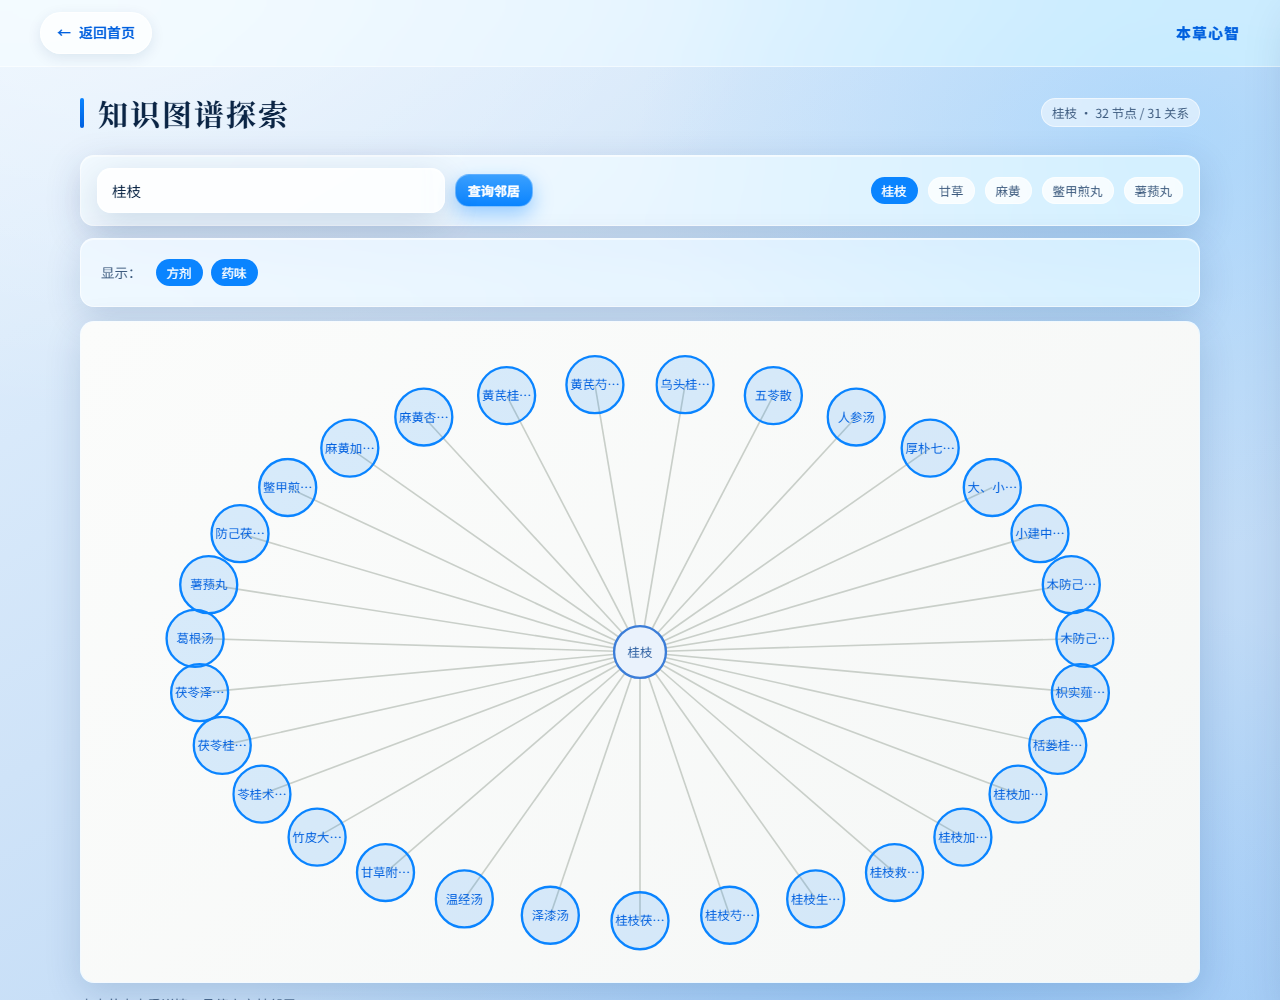 ← 返回首页
本草心智
知识图谱探索
桂枝 · 32 节点 / 31 关系
桂枝
查询邻居
桂枝
甘草
麻黄
鳖甲煎丸
薯蓣丸
显示：
方剂
药味
黄芪芍…
乌头桂…
黄芪桂…
五苓散
麻黄杏…
人参汤
麻黄加…
厚朴七…
鳖甲煎…
大、小…
防己茯…
小建中…
薯蓣丸
木防己…
葛根汤
木防己…
桂枝
茯苓泽…
枳实薤…
茯苓桂…
栝蒌桂…
苓桂术…
桂枝加…
竹皮大…
桂枝加…
甘草附…
桂枝救…
温经汤
桂枝生…
泽漆汤
桂枝茯…
桂枝芍…